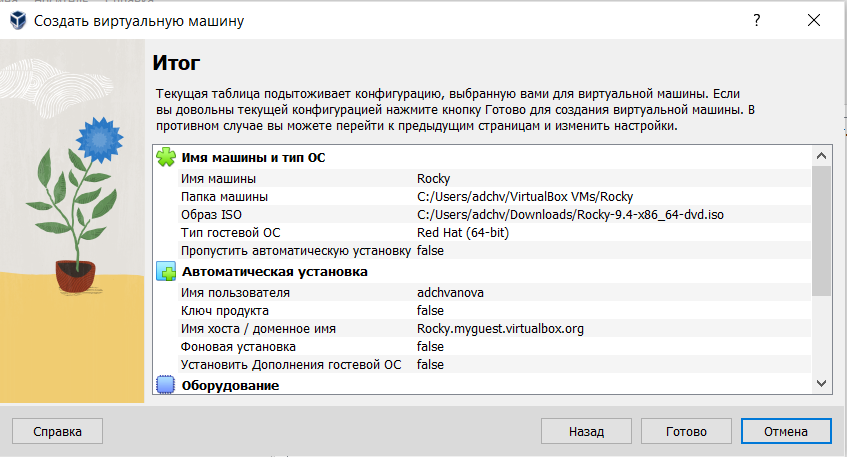 Создать виртуальную машину
?
Итог
Текущая таблица подытоживает конфигурацию, выбранную вами для виртуальной машины. Если
вы довольны текущей конфигурацией нажмите кнопку Готово для создания виртуальной машины. В
противном случае вы можете перейти к предыдущим страницам и изменить настройки.
Имя машины и тип ОС
Имя машины Rocky
Папка машины C:/Users/adchv/VirtualBox VMs/Rocky
Образ ISO C:/Users/adchv/Downloads/Rocky-9.4-x86_64-dvd.iso
Тип гостевой ОС Red Hat (64-bit)
Пропустить автоматическую установку false
Автоматическая установка
Имя пользователя adchvanova
Ключ продукта false
Имя хоста / доменное имя Rocky.myguest.virtualbox.org
Фоновая установка false
Установить Дополнения гостевой ОС false
Оборудование
Справка Назад Готово Отмена